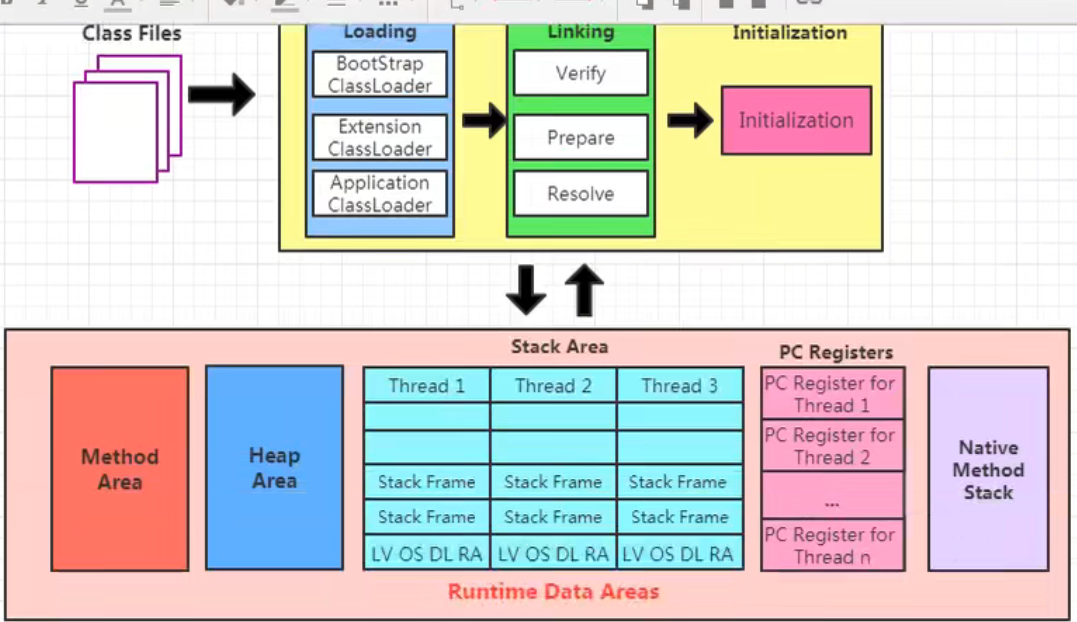 Class Files
Loading
Linking
Initialization
BootStrap
ClassLoader
Extension
ClassLoader
Application
ClassLoader
Verify
Prepare
Resolve
Initialization
Stack Area
PC Registers
Method
Area
Heap
Area
Thread 1
Thread 2
Thread 3
Stack Frame
Stack Frame
Stack Frame
Stack Frame
Stack Frame
Stack Frame
LV OS DL RA
LV OS DL RA
LV OS DL RA
PC Register for
Thread 1
PC Register for
Thread 2
...
PC Register for
Thread n
Native
Method
Stack
Runtime Data Areas